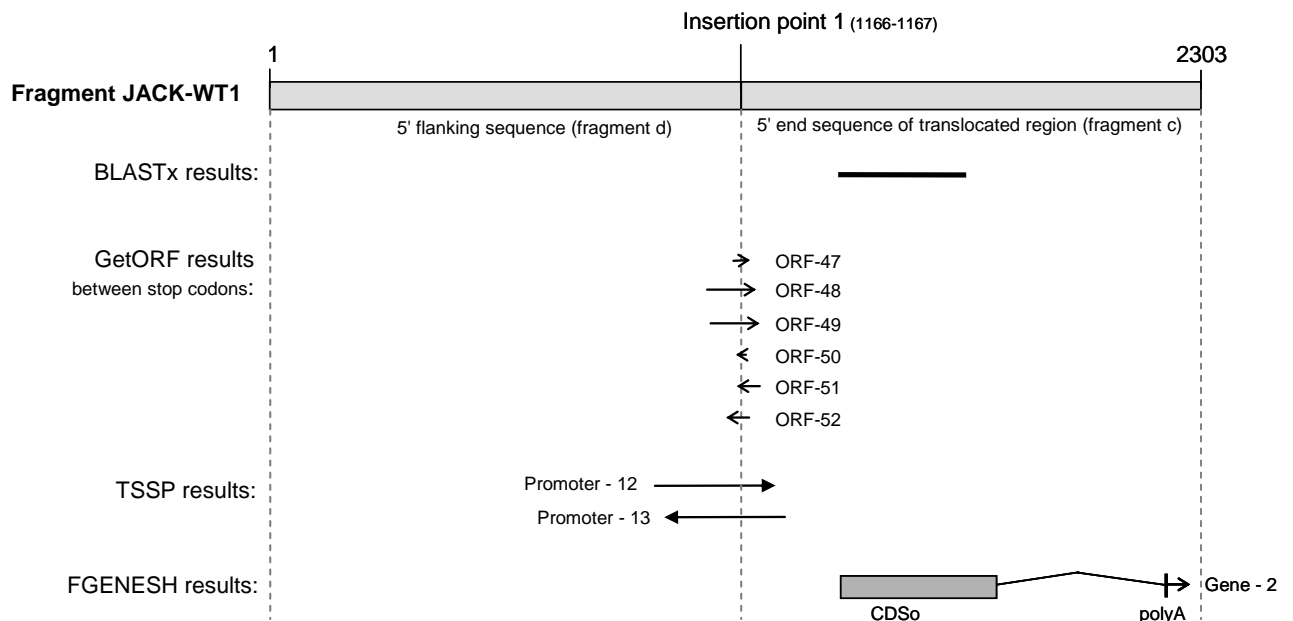 Insertion point 1 (1166-1167)
1
2303
Fragment JACK-WT1
5' flanking sequence (fragment d)
5' end sequence of translocated region (fragment c)
BLASTx results:
GetORF results
between stop codons:
ORF-47
ORF-48
ORF-49
ORF-50
ORF-51
ORF-52
TSSP results:
Promoter - 12
Promoter - 13
FGENESH results:
Gene - 2
CDSo
polyA